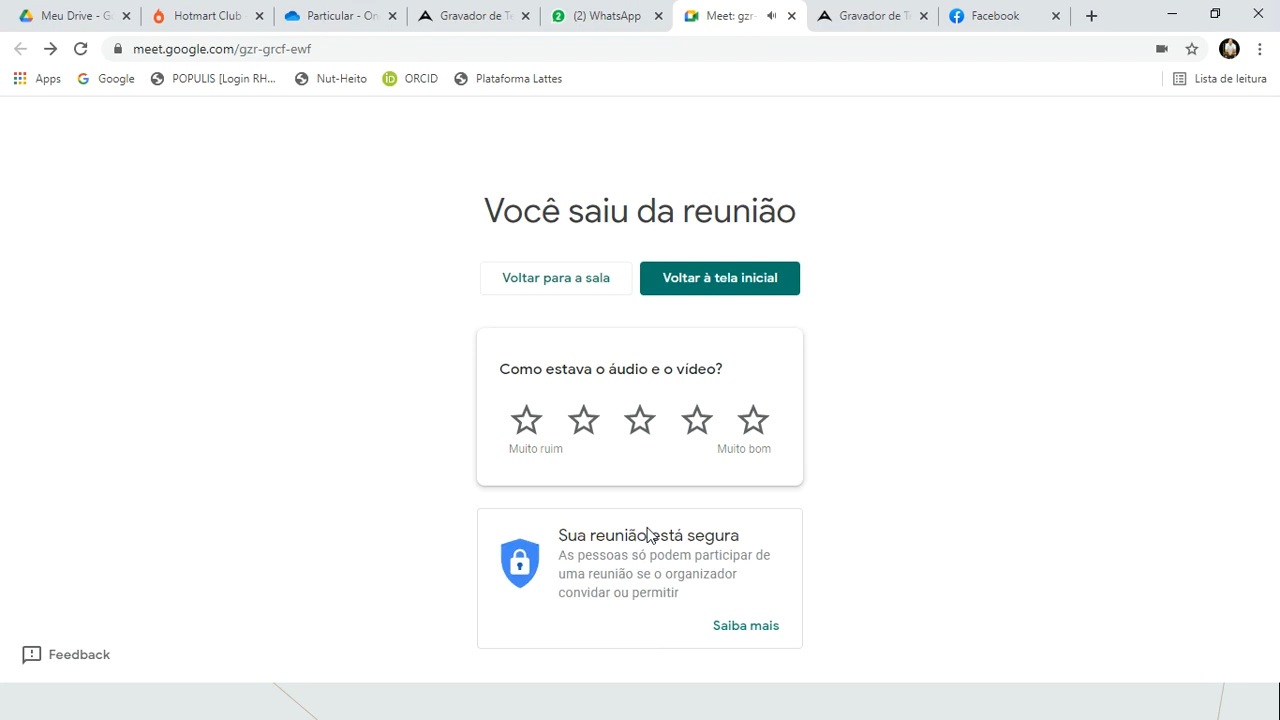 Meu Drive - G
Hotmart Club
Particular - On
Gravador de Te
(2) WhatsApp
Meet: gzr-
Gravador de T
Facebook
meet.google.com/gzr-grcf-ewf
Apps
Google
POPULIS [Login RH...
Nut-Heito
iD ORCID
Plataforma Lattes
Lista de leitura
Você saiu da reunião
Voltar para a sala
Voltar à tela inicial
Como estava o áudio e o vídeo?
Muito ruim
Muito bom
Sua reunião está segura
As pessoas só podem participar de
uma reunião se o organizador
convidar ou permitir
Saiba mais
Feedback